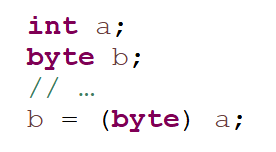 int a;
byte b;
// …
b = (byte) a;